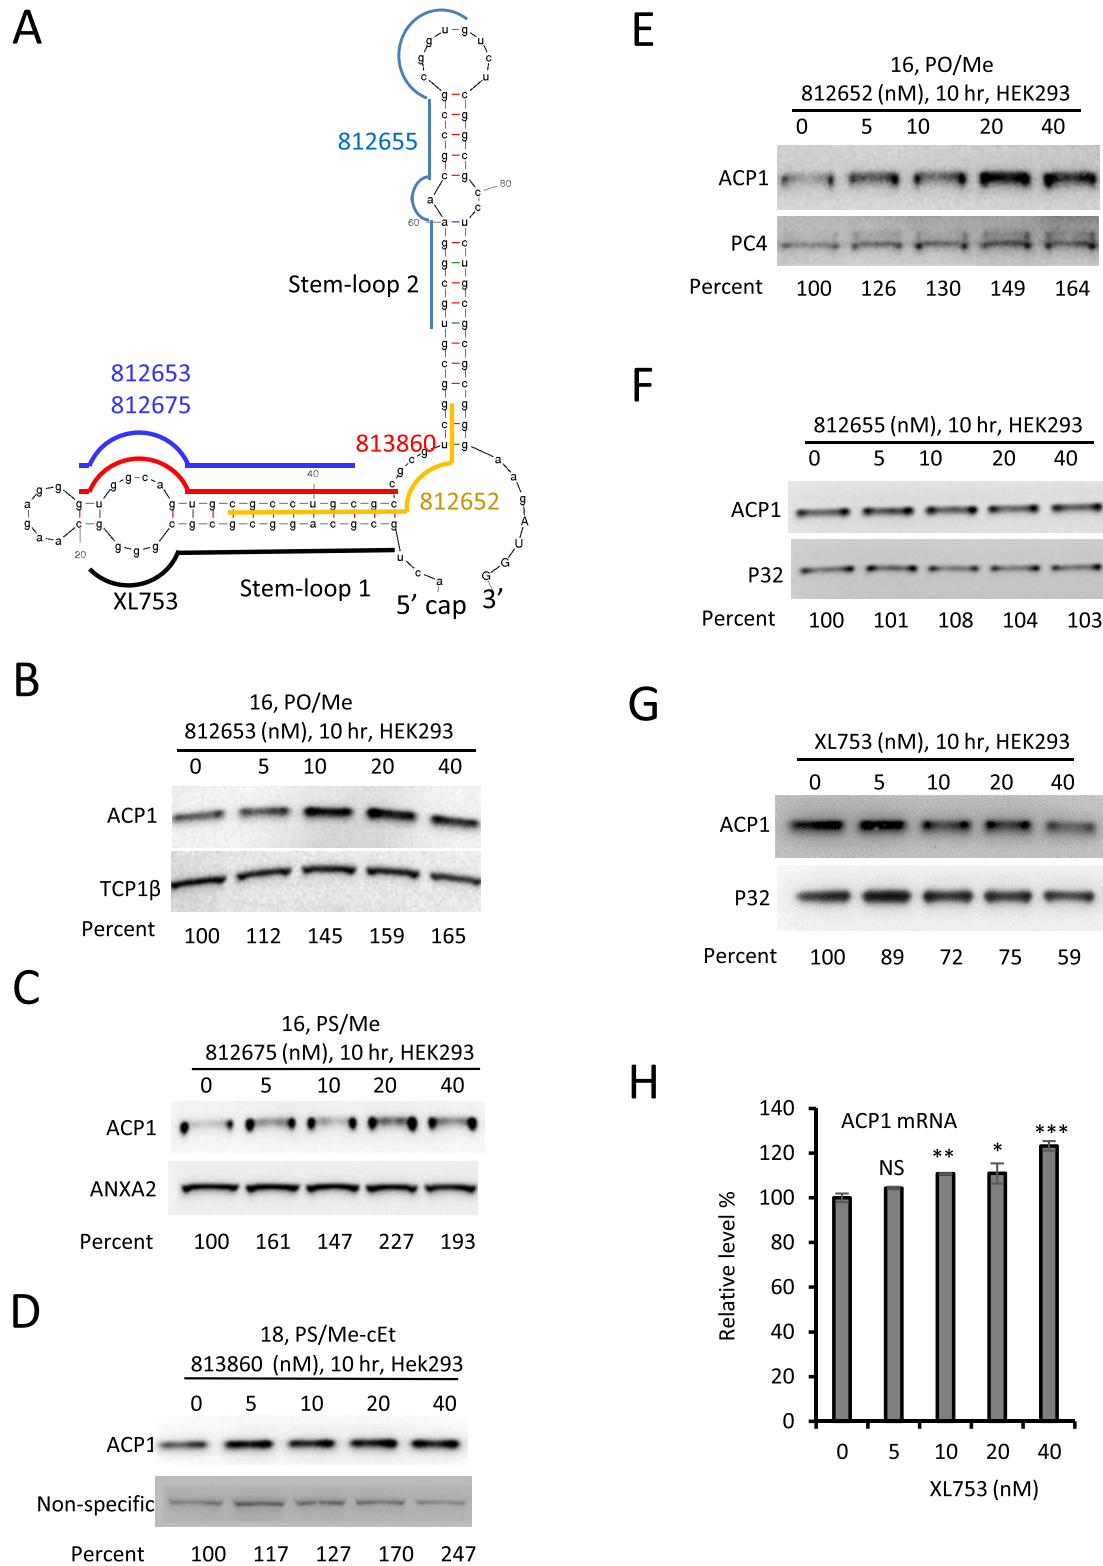 A
812655
60
80
Stem-loop 2
812653
812675
813860
40
812652
20
XL753
Stem-loop 1
5’ cap
3’
B
16, PO/Me
812653 (nM), 10 hr, HEK293
0 5 10 20 40
ACP1
TCP1β
Percent 100 112 145 159 165
C
16, PS/Me
812675 (nM), 10 hr, HEK293
0 5 10 20 40
ACP1
ANXA2
Percent 100 161 147 227 193
D
18, PS/Me-cEt
813860 (nM), 10 hr, Hek293
0 5 10 20 40
ACP1
Non-specific
Percent 100 117 127 170 247
E
16, PO/Me
812652 (nM), 10 hr, HEK293
0 5 10 20 40
ACP1
PC4
Percent 100 126 130 149 164
F
812655 (nM), 10 hr, HEK293
0 5 10 20 40
ACP1
P32
Percent 100 101 108 104 103
G
XL753 (nM), 10 hr, HEK293
0 5 10 20 40
ACP1
P32
Percent 100 89 72 75 59
H
ACP1 mRNA
NS ** * ***
Relative level %
140
120
100
80
60
40
20
0
0 5 10 20 40
XL753 (nM)